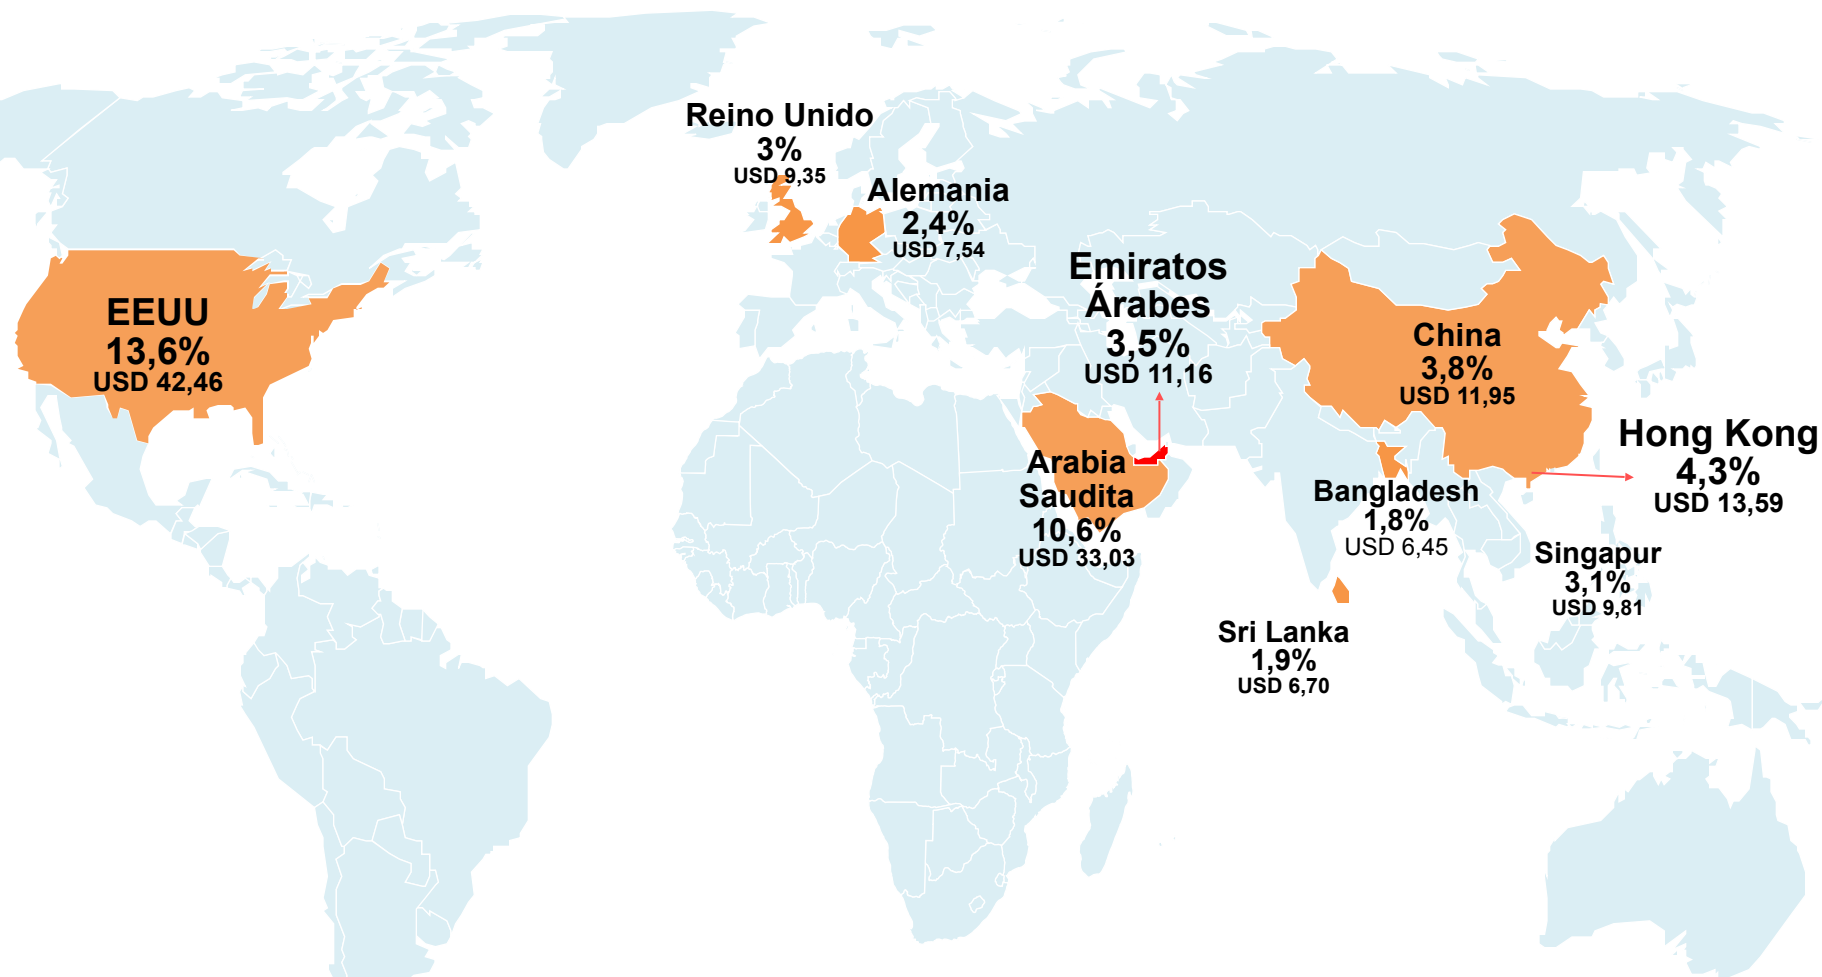 Reino Unido
3%
USD 9,35
Alemania
2,4%
USD 7,54
EEUU
13,6%
USD 42,46
Emiratos
Árabes
3,5%
USD 11,16
China
3,8%
USD 11,95
Hong Kong
4,3%
USD 13,59
Arabia
Saudita
10,6%
USD 33,03
Bangladesh
1,8%
USD 6,45
Singapur
3,1%
USD 9,81
Sri Lanka
1,9%
USD 6,70